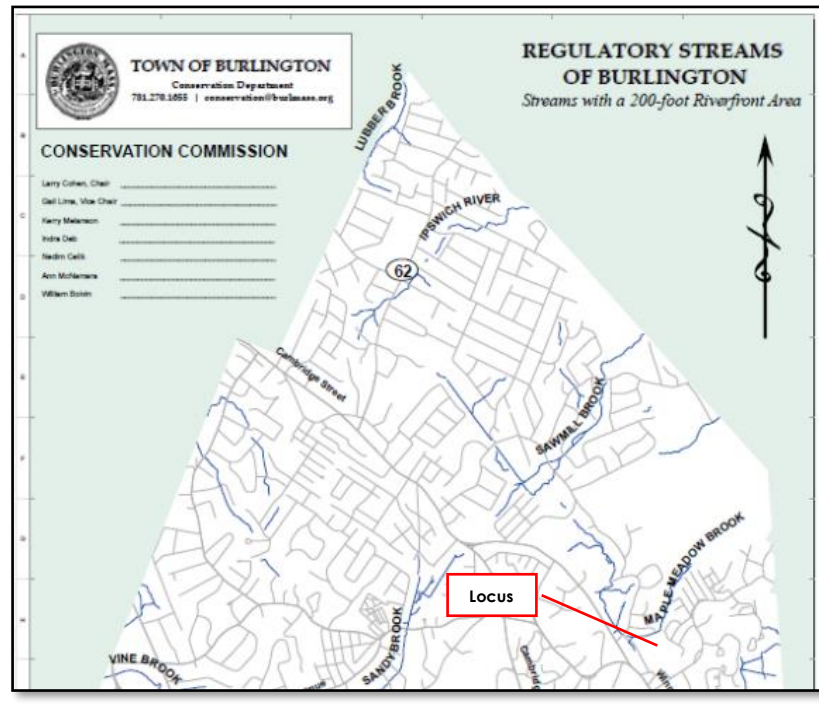 TOWN OF BURLINGTON
Conservation Department
781.270.1655 | conservation@burlmass.org
REGULATORY STREAMS
OF BURLINGTON
Streams with a 200-foot Riverfront Area
CONSERVATION COMMISSION
Larry Cohen, Chair
Gail Lima, Vice Chair
Kerry Melanson
Indra Deb
Nedim Celik
Ann McNamara
William Boivin
LUBBER BROOK
IPSWICH RIVER
62
Cambridge Street
SAWMILL BROOK
MAPLE MEADOW BROOK
Locus
SANDY BROOK
VINE BROOK